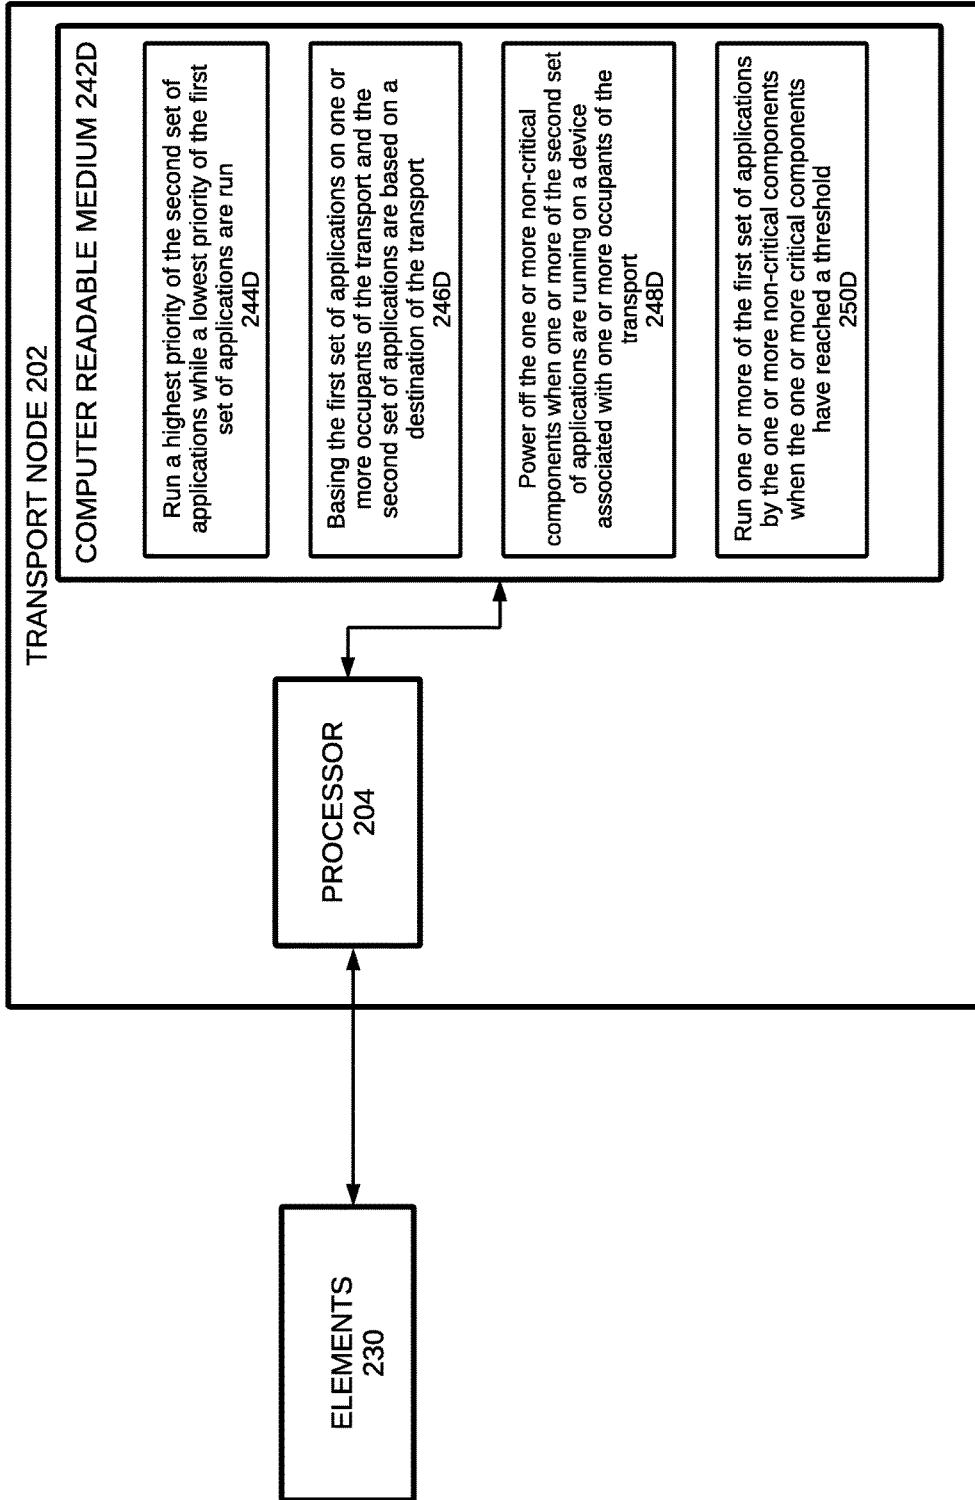 TRANSPORT NODE 202
COMPUTER READABLE MEDIUM 242D
Run a highest priority of the second set of
applications while a lowest priority of the first
set of applications are run
244D
Basing the first set of applications on one or
more occupants of the transport and the
second set of applications are based on a
destination of the transport
246D
Power off the one or more non-critical
components when one or more of the second set
of applications are running on a device
associated with one or more occupants of the
transport
248D
Run one or more of the first set of applications
by the one or more non-critical components
when the one or more critical components
have reached a threshold
250D
PROCESSOR
204
ELEMENTS
230